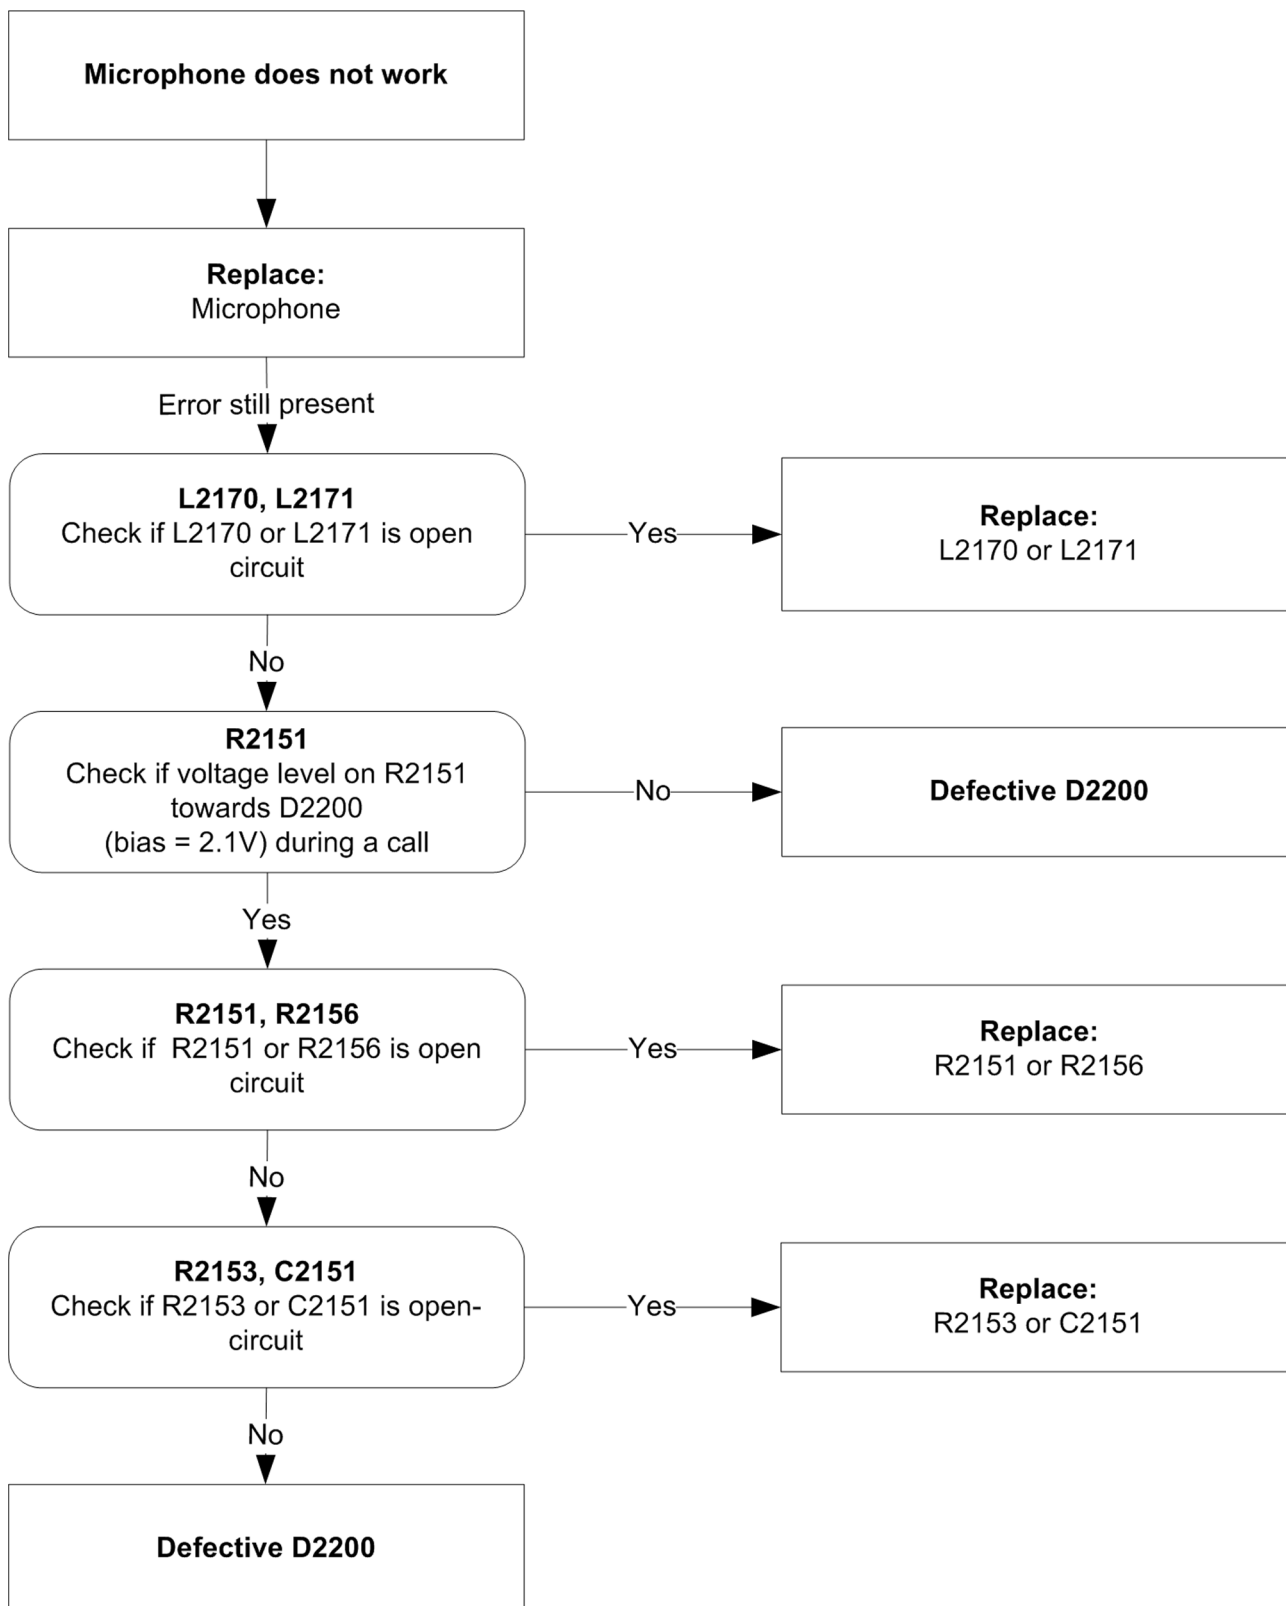 Microphone does not work
Replace:
Microphone
Error still present
L2170, L2171
Check if L2170 or L2171 is open
circuit
Yes
Replace:
L2170 or L2171
No
R2151
Check if voltage level on R2151
towards D2200
(bias = 2.1V) during a call
No
Defective D2200
Yes
R2151, R2156
Check if  R2151 or R2156 is open
circuit
Yes
Replace:
R2151 or R2156
No
R2153, C2151
Check if R2153 or C2151 is open-
circuit
Yes
Replace:
R2153 or C2151
No
Defective D2200